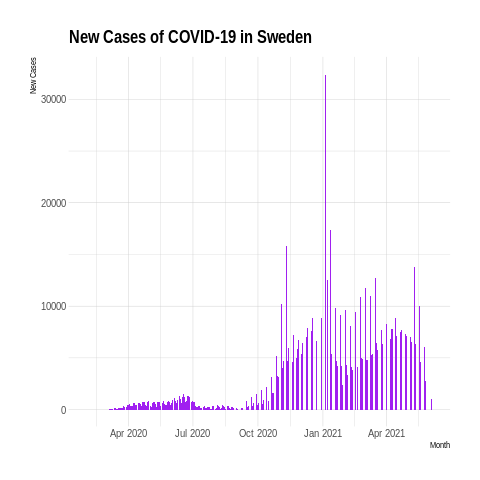 New Cases of COVID-19 in Sweden
New Cases
30000
20000
10000
0
Apr 2020 Jul 2020 Oct 2020 Jan 2021 Apr 2021
Month